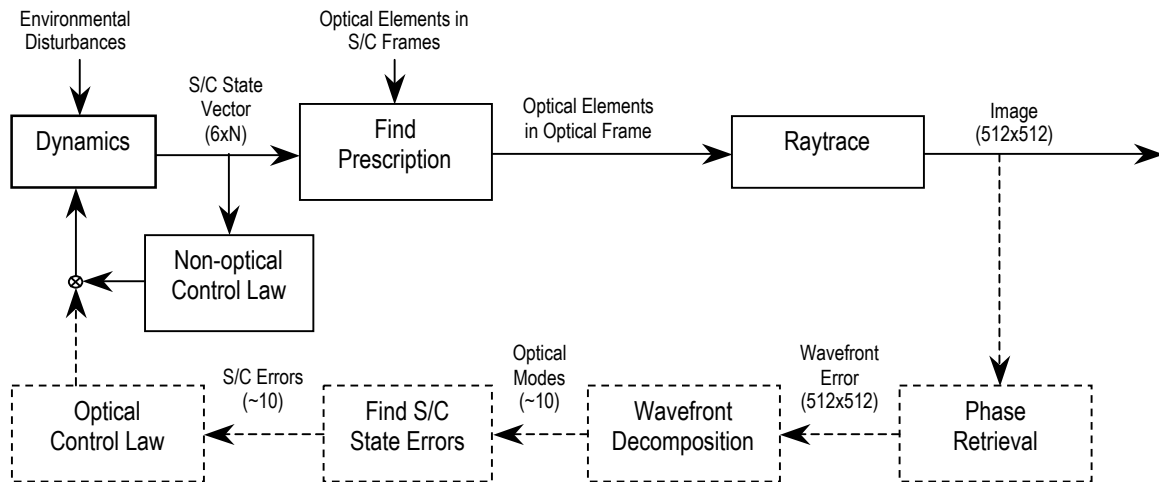 Environmental
Disturbances
Optical Elements in
S/C Frames
S/C State
Vector
(6xN)
Dynamics
Find
Prescription
Optical Elements
in Optical Frame
Raytrace
Image
(512x512)
Non-optical
Control Law
S/C Errors
(~10)
Optical
Modes
(~10)
Wavefront
Error
(512x512)
Optical
Control Law
Find S/C
State Errors
Wavefront
Decomposition
Phase
Retrieval